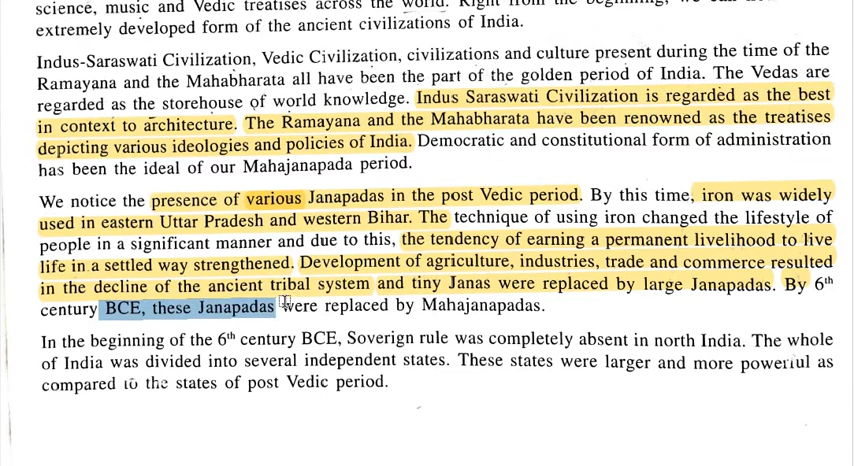 science, music and Vedic treatises across the world. Right from the beginning, we can
extremely developed form of the ancient civilizations of India.
Indus-Saraswati Civilization, Vedic Civilization, civilizations and culture present during the time of the
Ramayana and the Mahabharata all have been the part of the golden period of India. The Vedas are
regarded as the storehouse of world knowledge. Indus Saraswati Civilization is regarded as the best
in context to architecture. The Ramayana and the Mahabharata have been renowned as the treatises
depicting various ideologies and policies of India. Democratic and constitutional form of administration
has been the ideal of our Mahajanapada period.
We notice the presence of various Janapadas in the post Vedic period. By this time, iron was widely
used in eastern Uttar Pradesh and western Bihar. The technique of using iron changed the lifestyle of
people in a significant manner and due to this, the tendency of earning a permanent livelihood to live
life in a settled way strengthened. Development of agriculture, industries, trade and commerce resulted
in the decline of the ancient tribal system and tiny Janas were replaced by large Janapadas. By 6th
century BCE, these Janapadas were replaced by Mahajanapadas.
In the beginning of the 6th century BCE, Soverign rule was completely absent in north India. The whole
of India was divided into several independent states. These states were larger and more powerful as
compared to the states of post Vedic period.